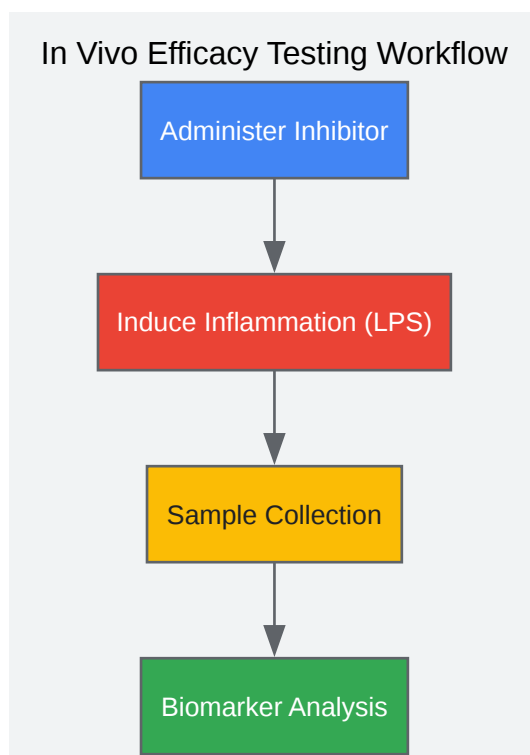 In Vivo Efficacy Testing Workflow
Administer Inhibitor
Induce Inflammation (LPS)
Sample Collection
Biomarker Analysis